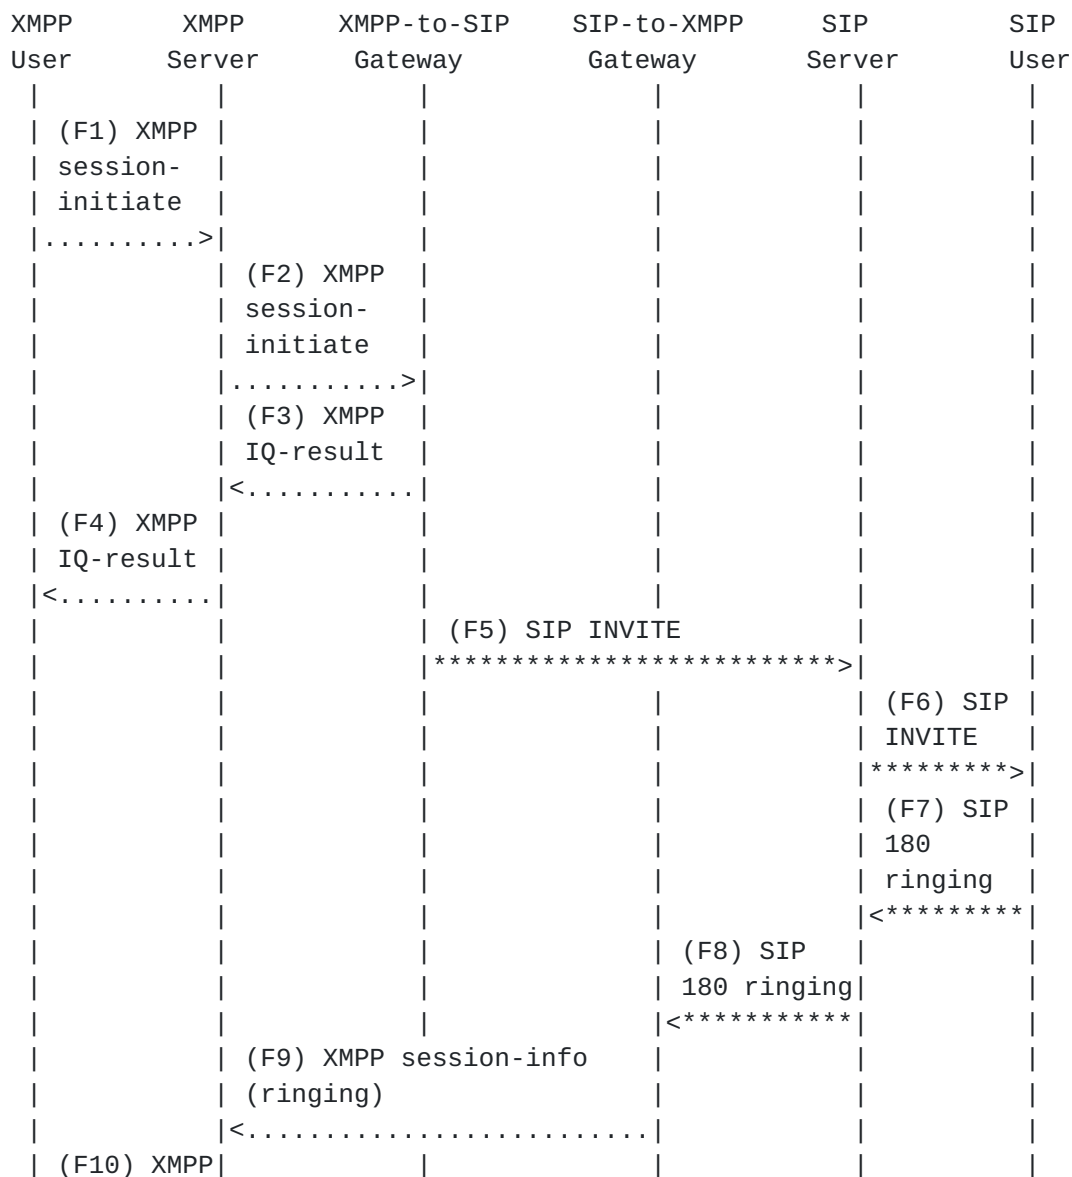 XMPP       XMPP      XMPP-to-SIP    SIP-to-XMPP     SIP         SIP
User      Server      Gateway        Gateway       Server       User
 |           |            |              |            |          |
 | (F1) XMPP |            |              |            |          |
 | session-  |            |              |            |          |
 | initiate  |            |              |            |          |
 |..........>|            |              |            |          |
 |           | (F2) XMPP  |              |            |          |
 |           | session-   |              |            |          |
 |           | initiate   |              |            |          |
 |           |...........>|              |            |          |
 |           | (F3) XMPP  |              |            |          |
 |           | IQ-result  |              |            |          |
 |           |<...........|              |            |          |
 | (F4) XMPP |            |              |            |          |
 | IQ-result |            |              |            |          |
 |<..........|            |              |            |          |
 |           |            | (F5) SIP INVITE           |          |
 |           |            |**************************>|          |
 |           |            |              |            | (F6) SIP |
 |           |            |              |            | INVITE   |
 |           |            |              |            |*********>|
 |           |            |              |            | (F7) SIP |
 |           |            |              |            | 180      |
 |           |            |              |            | ringing  |
 |           |            |              |            |<*********|
 |           |            |              | (F8) SIP   |          |
 |           |            |              | 180 ringing|          |
 |           |            |              |<***********|          |
 |           | (F9) XMPP session-info    |            |          |
 |           | (ringing)  |              |            |          |
 |           |<..........................|            |          |
 | (F10) XMPP|            |              |            |          |